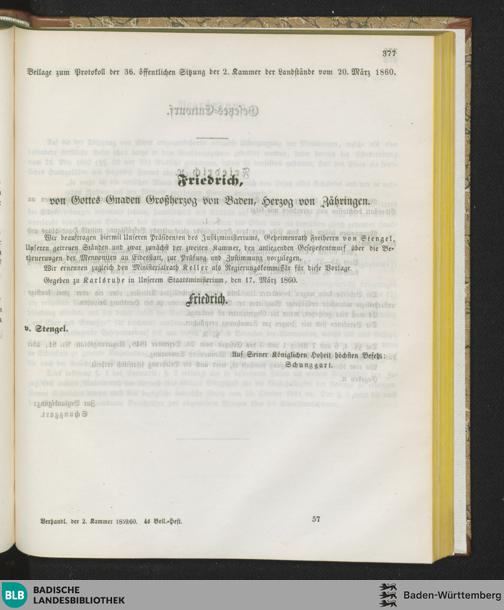 377
Beilage zum Protokoll der 36. öffentlichen Sitzung der 2. Kammer der Landstände vom 20. März 1860.
Friedrich,
von Gottes Gnaden Großherzog von Baden, Herzog von Zähringen.
Wir beauftragen hiermit Unseren Präsidenten des Justizministeriums, Geheimenrath Freiherrn von Stengel,
Unseren getreuen Ständen und zwar zunächst der zweiten Kammer, den anliegenden Gesetzentwurf über die Be-
theuerungen der Mennoniten an Eidesstatt, zur Prüfung und Zustimmung vorzulegen.
Wir ernennen zugleich den Ministerialrath Keller als Regierungskommissär für diese Vorlage.
Gegeben zu Karlsruhe in Unserem Staatsministerium, den 17. März 1860.
Friedrich.
v. Stengel.
Auf Seiner Königlichen Hoheit höchsten Befehl:
Schunggart.
Verhandl. der 2. Kammer 1859/60. 4s Beil.-Heft.
57
BLB BADISCHE
LANDESBIBLIOTHEK
Baden-Württemberg